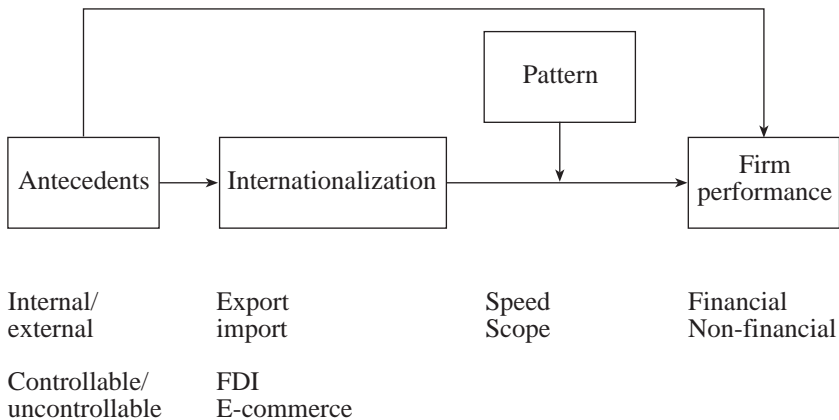 Pattern
Antecedents
Internationalization
Firm
performance
Internal/
external
Export
import
Speed
Scope
Financial
Non-financial
Controllable/
uncontrollable
FDI
E-commerce